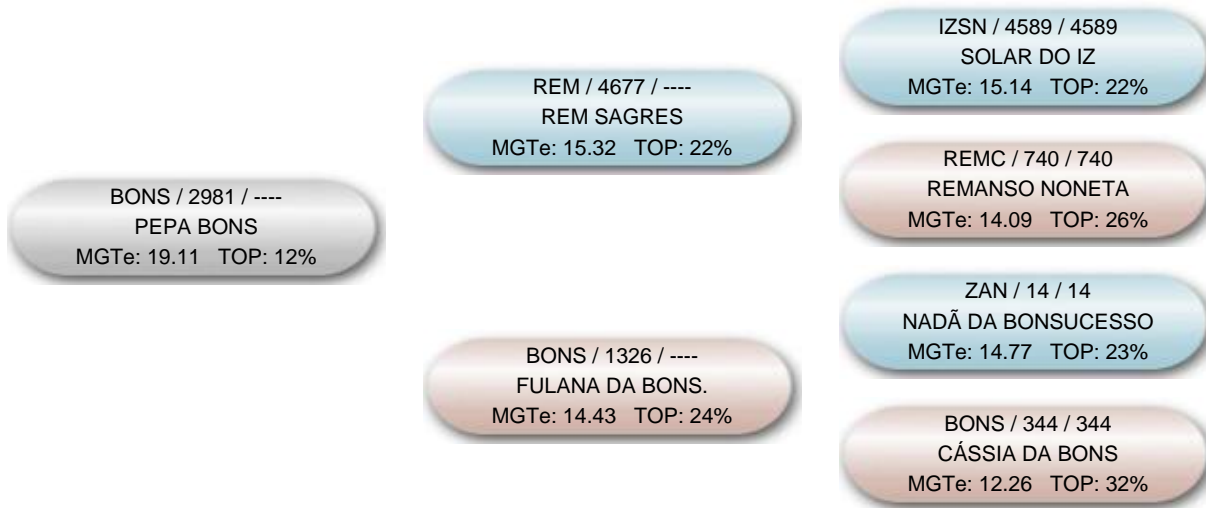 IZSN / 4589 / 4589
SOLAR DO IZ
MGTe: 15.14 TOP: 22%
REM / 4677 / ----
REM SAGRES
MGTe: 15.32 TOP: 22%
REMC / 740 / 740
REMANSO NONETA
MGTe: 14.09 TOP: 26%
BONS / 2981 / ----
PEPA BONS
MGTe: 19.11 TOP: 12%
ZAN / 14 / 14
NADÃ DA BONSUCESSO
MGTe: 14.77 TOP: 23%
BONS / 1326 / ----
FULANA DA BONS.
MGTe: 14.43 TOP: 24%
BONS / 344 / 344
CÁSSIA DA BONS
MGTe: 12.26 TOP: 32%